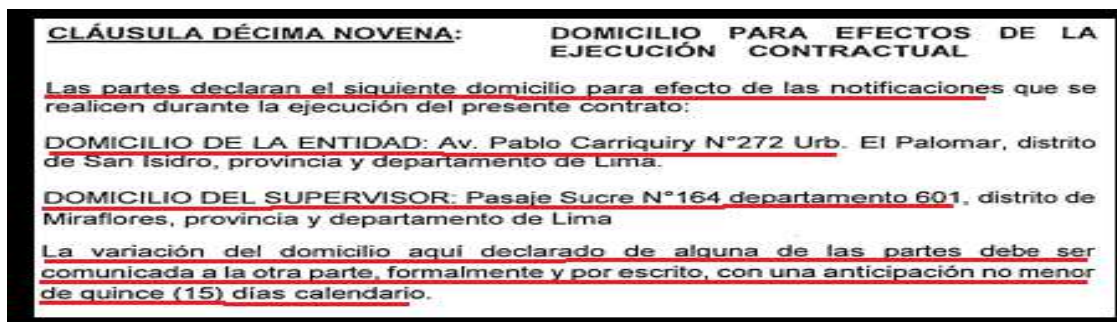 CLÁUSULA DÉCIMA NOVENA: DOMICILIO PARA EFECTOS DE LA
EJECUCIÓN CONTRACTUAL
Las partes declaran el siguiente domicilio para efecto de las notificaciones que se
realicen durante la ejecución del presente contrato:
DOMICILIO DE LA ENTIDAD: Av. Pablo Carriquiry N°272 Urb. El Palomar, distrito
de San Isidro, provincia y departamento de Lima.
DOMICILIO DEL SUPERVISOR: Pasaje Sucre N°164 departamento 601, distrito de
Miraflores, provincia y departamento de Lima
La variación del domicilio aquí declarado de alguna de las partes debe ser
comunicada a la otra parte, formalmente y por escrito, con una anticipación no menor
de quince (15) días calendario.